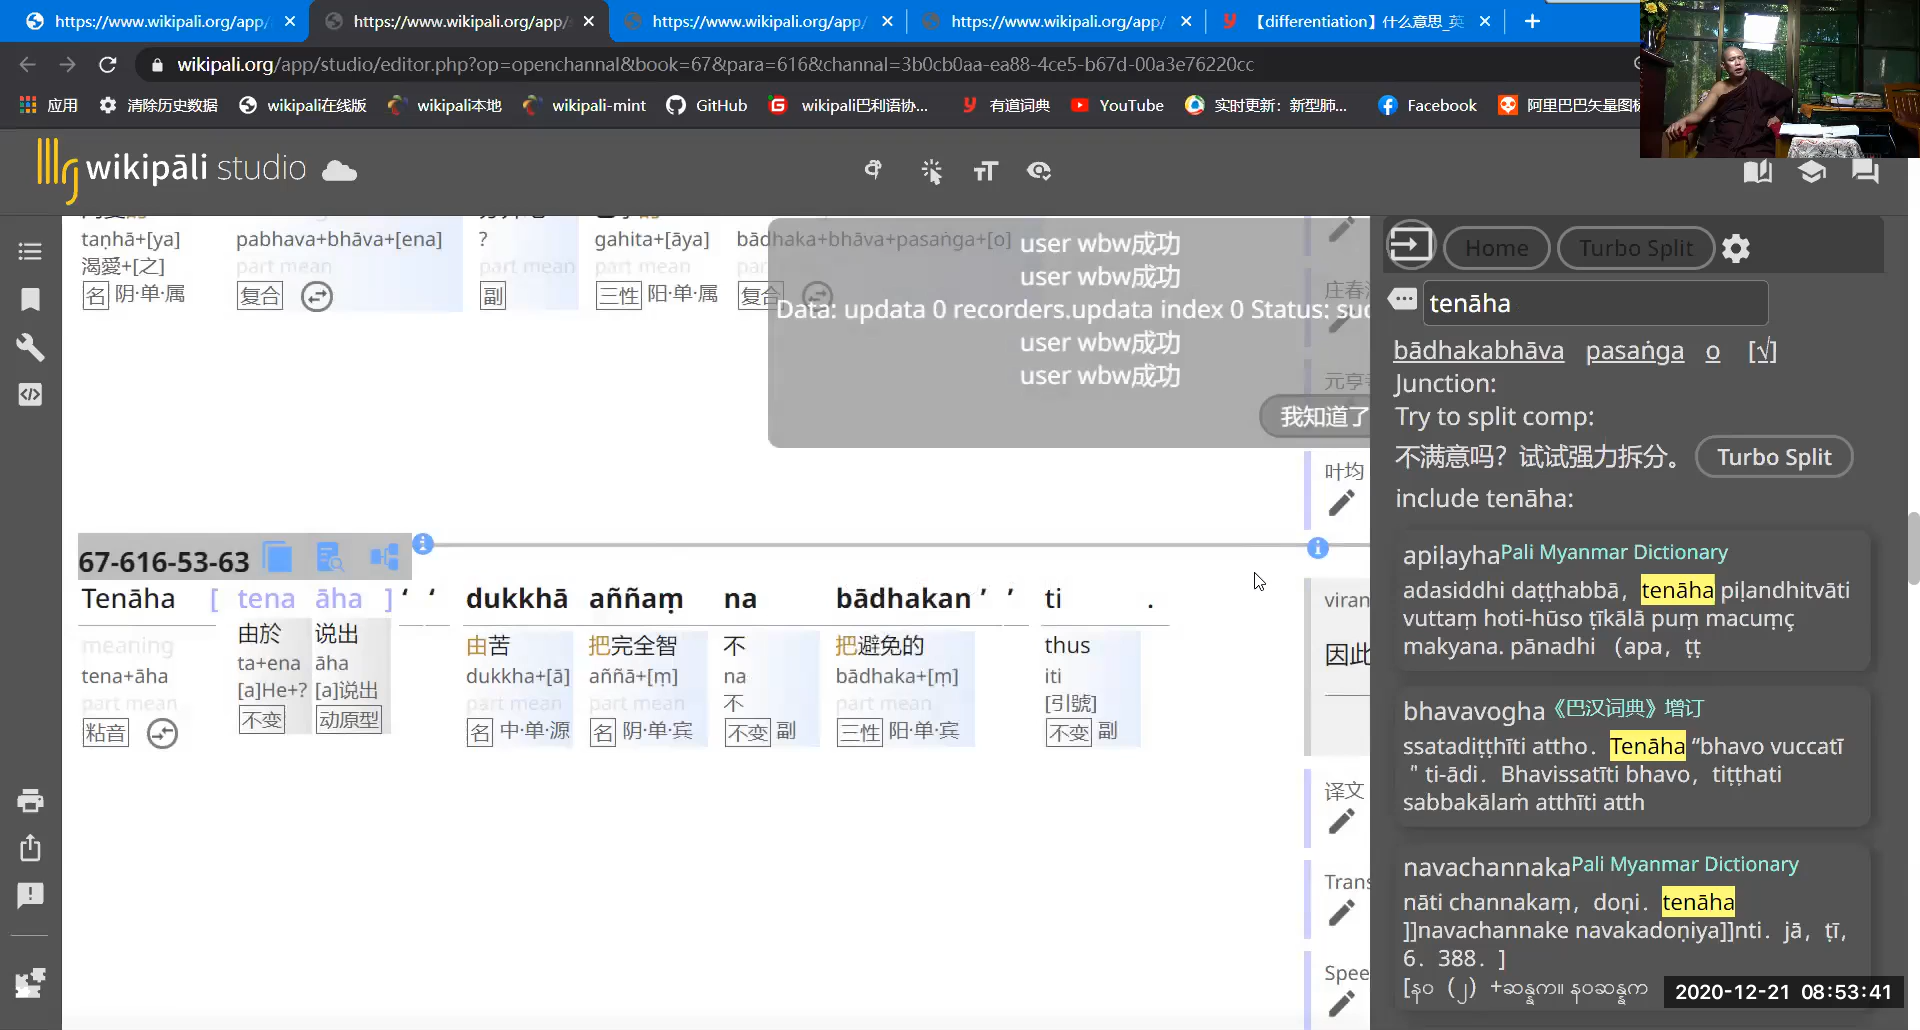 https://www.wikipali.org/app/
https://www.wikipali.org/app/
https://www.wikipali.org/app/
https://www.wikipali.org/app/
【differentiation】什么意思_英
wikipali.org/app/studio/editor.php?op=openchannal&book=67&para=616&channal=3b0cb0aa-ea88-4ce5-b67d-00a3e76220cc
应用 清除历史数据 wikipali在线版 wikipali本地 wikipali-mint GitHub wikipali巴利语协... 有道词典 YouTube 实时更新：新型肺... Facebook 阿里巴巴矢量图标
wikipāli studio
Home Turbo Split
tenāha
bādhakabhāva pasaṅga o [√]
Junction:
Try to split comp:
不满意吗？试试强力拆分。 Turbo Split
include tenāha:
apiḷayhaPali Myanmar Dictionary
adasiddhi daṭṭhabbā, tenāha piḷandhitvāti
vuttaṃ hoti-hūso ṭīkālā puṃ macuṃç
makyana. pānadhi （apa, ṭṭ
bhavavogha《巴汉词典》增订
ssatadiṭṭhīti attho. Tenāha “bhavo vuccatī
" ti-ādi. Bhavissatīti bhavo, tiṭṭhati
sabbakālaṁ atthīti atth
navachannakaPali Myanmar Dictionary
nāti channakaṃ, doṇi. tenāha
]]navachannake navakadoṇiya]]nti. jā, ṭī,
6. 388. ]
[နဝ (၂) +ဆန္နက။ နဝဆန္နက
2020-12-21 08:53:41
taṇhā+[ya] pabhava+bhāva+[ena] ? gahita+[āya] bādhaka+bhāva+pasaṅga+[o]
渴愛+[之] part mean part mean part mean
名 阴·单·属 复合 副 三性 阳·单·属 复合
user wbw成功
user wbw成功
Data: updata 0 recorders.updata index 0 Status: suc
user wbw成功
user wbw成功
我知道了
叶均
67-616-53-63
Tenāha [ tena āha ] ‘ ‘ dukkhā aññaṃ na bādhakan ’ ’ ti .
meaning 由於 说出 由苦 把完全智 不 把避免的 thus
tena+āha ta+ena āha dukkha+[ā] aññā+[ṃ] na bādhaka+[ṃ] iti
part mean [a]He+? [a]说出 part mean part mean 不 part mean [引號]
粘音 不变 动原型 名 中·单·源 名 阴·单·宾 不变 副 三性 阳·单·宾 不变 副
viran
因此
译文
Trans
Spee